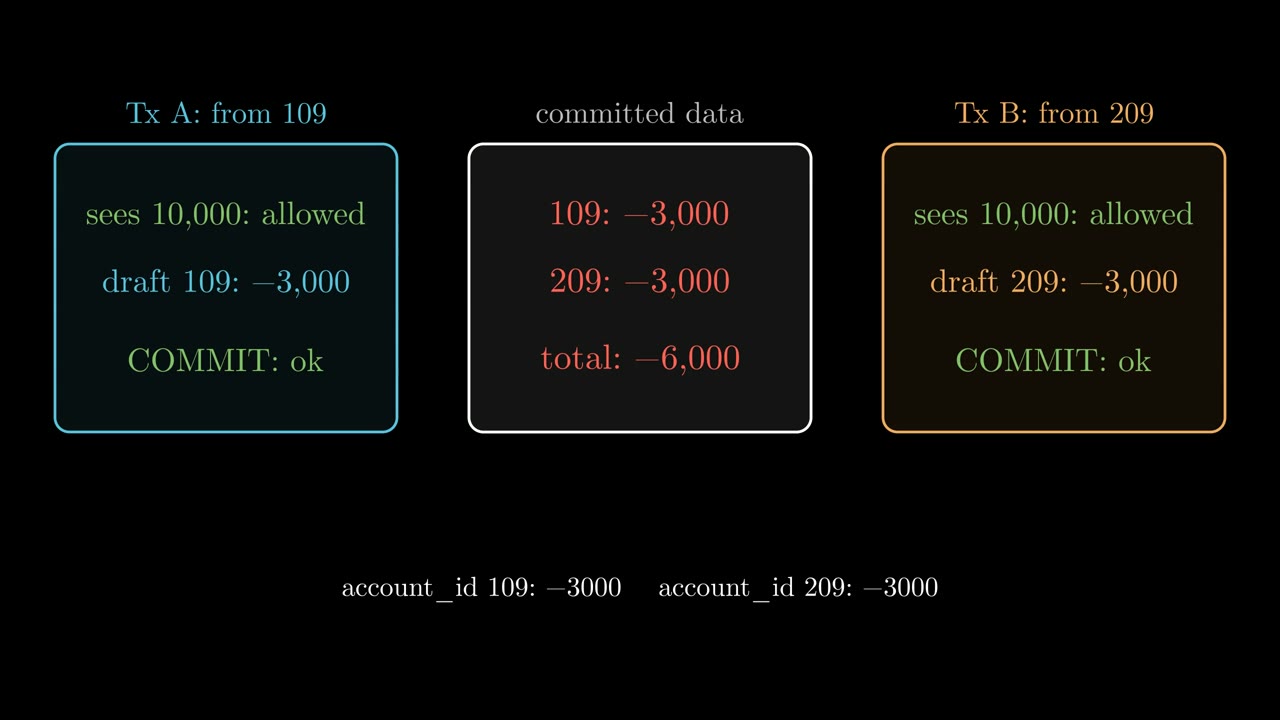 Tx A: from 109
sees 10,000: allowed
draft 109: −3,000
COMMIT: ok
committed data
109: −3,000
209: −3,000
total: −6,000
Tx B: from 209
sees 10,000: allowed
draft 209: −3,000
COMMIT: ok
account_id 109: −3000 account_id 209: −3000